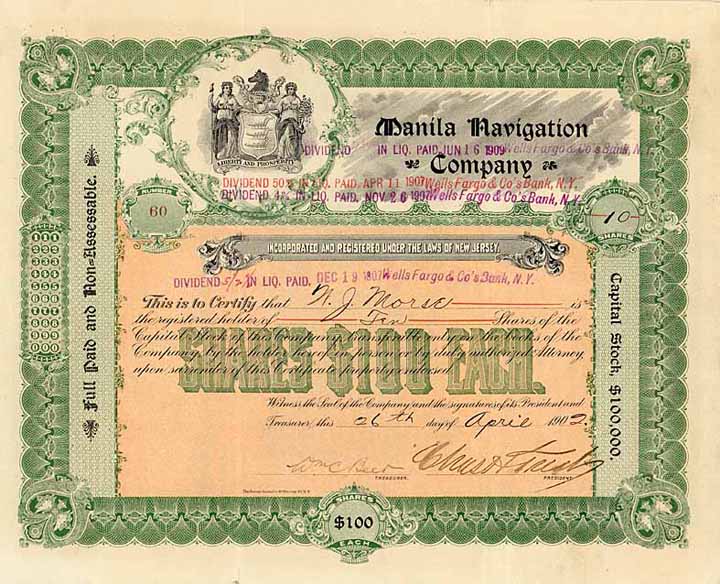 Manila Navigation
DIVIDEND IN LIQ. PAID. JUN 16 1909 Wells Fargo & Co's Bank, N.Y.
Company
LIBERTY AND PROSPERITY
DIVIDEND 50% IN LIQ. PAID. APR 11 1907 Wells Fargo & Co's Bank, N.Y.
DIVIDEND 4% IN LIQ. PAID. NOV 26 1907 Wells Fargo & Co's Bank, N.Y.
NUMBER
60
-10-
SHARES
INCORPORATED AND REGISTERED UNDER THE LAWS OF NEW JERSEY.
DIVIDEND 5% IN LIQ. PAID. DEC 19 1907 Wells Fargo & Co's Bank, N.Y.
This is to Certify that W. J. Morse is
the registered holder of Ten Shares of the
Capital Stock of the Company, transferable only on the books of the
Company by the holder hereof in person or by duly authorized Attorney,
upon surrender of this Certificate properly endorsed.
SHARES $100 EACH.
Witness the Seal of the Company and the signatures of its President and
Treasurer, this 26th day of April 1902.
TREASURER.
PRESIDENT.
SHARES
$100
EACH
Full Paid and Non-Assessable.
Capital Stock, $100,000.